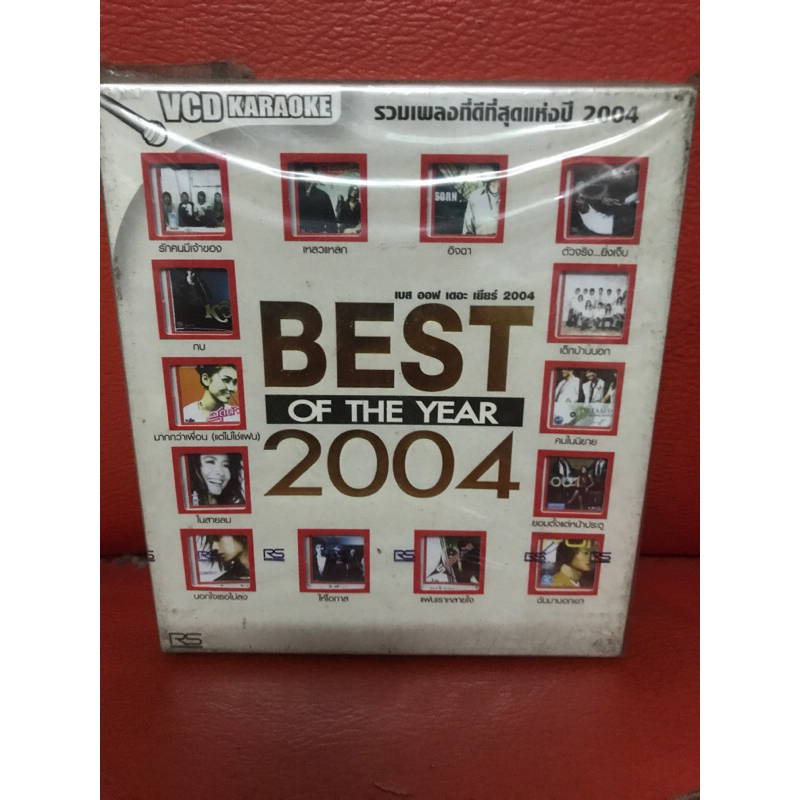 VCD KARAOKE
รวมเพลงที่ดีที่สุดแห่งปี 2004
SORN
รักคนมีเจ้าของ
เหลวแหลก
อิจฉา
ตัวจริง...ยิ่งเจ็บ
เบส ออฟ เดอะ เยียร์ 2004
BEST
OF THE YEAR
2004
ทน
เด็กบ้านนอก
มากกว่าเพื่อน (แต่ไม่ใช่แฟน)
คนในนิยาย
ในสายลม
ยอมตั้งแต่หน้าประตู
RS
RS
RS
RS
บอกใจเธอไม่ลง
ให้โอกาส
แฟนเราหลายใจ
ฉันมาบอกเขา
RS